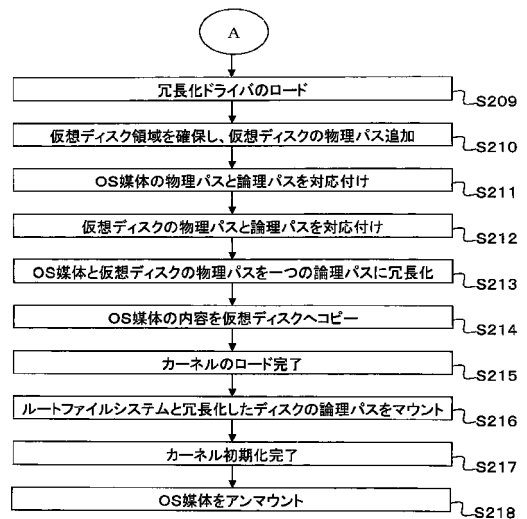 A
冗長化ドライバのロード
S209
仮想ディスク領域を確保し、仮想ディスクの物理パス追加
S210
OS媒体の物理パスと論理パスを対応付け
S211
仮想ディスクの物理パスと論理パスを対応付け
S212
OS媒体と仮想ディスクの物理パスを一つの論理パスに冗長化
S213
OS媒体の内容を仮想ディスクへコピー
S214
カーネルのロード完了
S215
ルートファイルシステムと冗長化したディスクの論理パスをマウント
S216
カーネル初期化完了
S217
OS媒体をアンマウント
S218